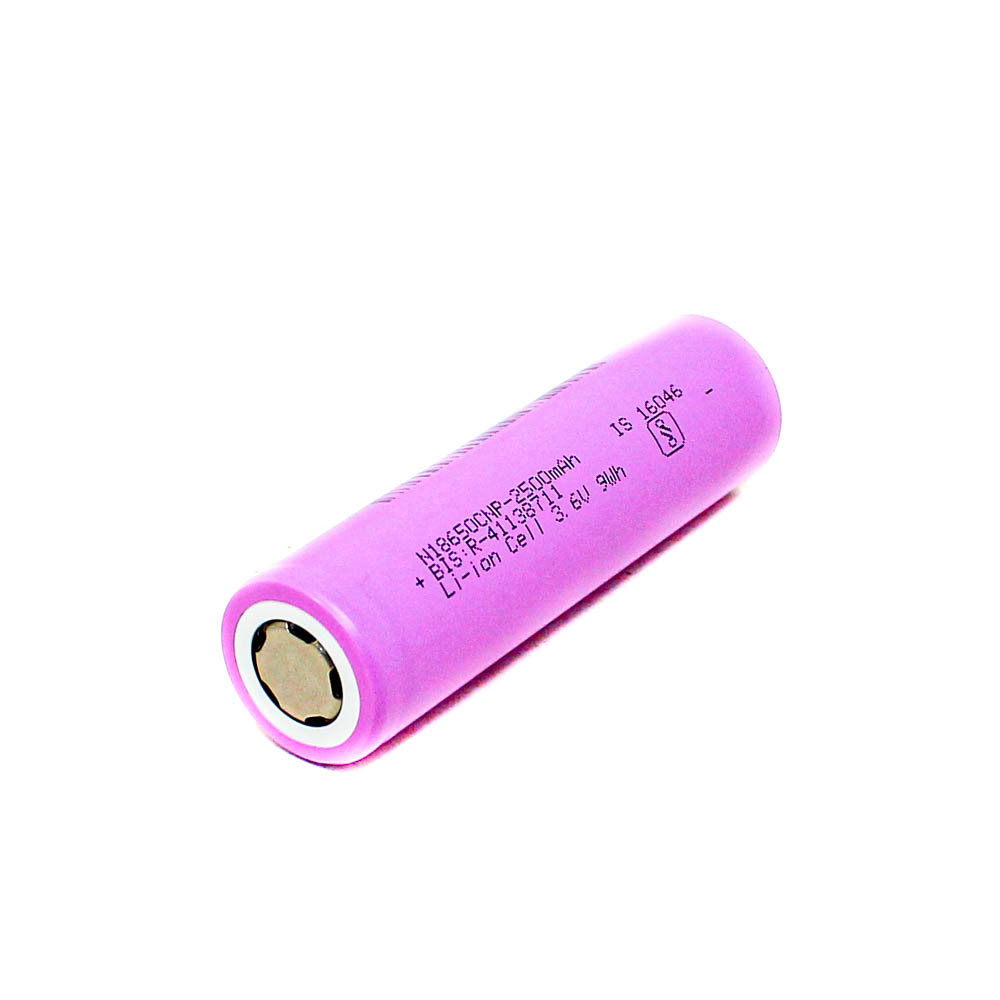 N18650CNP-2500mAh
BIS:R-41138711
+
Li-ion Cell 3.6V 9Wh
IS 16046
-